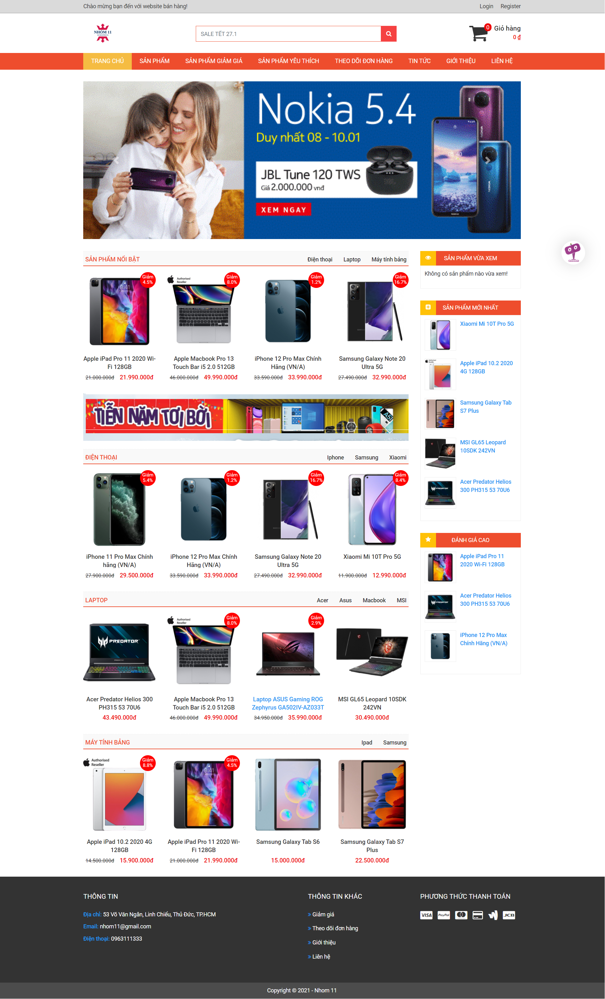 Chào mừng bạn đến với website bán hàng!
Login Register
NHÓM 11
WORDPRESS
SALE TẾT 27.1
0
Giỏ hàng
0 ₫
TRANG CHỦ SẢN PHẨM SẢN PHẨM GIẢM GIÁ SẢN PHẨM YÊU THÍCH THEO DÕI ĐƠN HÀNG TIN TỨC GIỚI THIỆU LIÊN HỆ
Nokia 5.4
Duy nhất 08 - 10.01
JBL Tune 120 TWS
Giá 2.000.000 vnđ
XEM NGAY
SẢN PHẨM NỔI BẬT Điện thoại Laptop Máy tính bảng
Giảm 4.5%
Authorised Reseller
Giảm 8.0%
Giảm 1.2%
Giảm 16.7%
Apple iPad Pro 11 2020 Wi-
Fi 128GB
21.000.000đ 21.990.000đ
Apple Macbook Pro 13
Touch Bar i5 2.0 512GB
46.000.000đ 49.990.000đ
iPhone 12 Pro Max Chính
Hãng (VN/A)
33.590.000đ 33.990.000đ
Samsung Galaxy Note 20
Ultra 5G
27.490.000đ 32.990.000đ
TIỄN NĂM TƠI BỜI
ĐIỆN THOẠI Iphone Samsung Xiaomi
Giảm 5.4%
Giảm 1.2%
Giảm 16.7%
Giảm 8.4%
iPhone 11 Pro Max Chính
hãng (VN/A)
27.900.000đ 29.500.000đ
iPhone 12 Pro Max Chính
Hãng (VN/A)
33.590.000đ 33.990.000đ
Samsung Galaxy Note 20
Ultra 5G
27.490.000đ 32.990.000đ
Xiaomi Mi 10T Pro 5G
11.900.000đ 12.990.000đ
LAPTOP Acer Asus Macbook MSI
PREDATOR
Authorised Reseller
Giảm 8.0%
Giảm 2.9%
Acer Predator Helios 300
PH315 53 70U6
43.490.000đ
Apple Macbook Pro 13
Touch Bar i5 2.0 512GB
46.000.000đ 49.990.000đ
Laptop ASUS Gaming ROG
Zephyrus GA502IV-AZ033T
34.950.000đ 35.990.000đ
MSI GL65 Leopard 10SDK
242VN
30.490.000đ
MÁY TÍNH BẢNG Ipad Samsung
Authorised Reseller
Giảm 8.8%
Giảm 4.5%
Apple iPad 10.2 2020 4G
128GB
14.500.000đ 15.900.000đ
Apple iPad Pro 11 2020 Wi-
Fi 128GB
21.000.000đ 21.990.000đ
Samsung Galaxy Tab S6
15.000.000đ
Samsung Galaxy Tab S7
Plus
22.500.000đ
SẢN PHẨM VỪA XEM
Không có sản phẩm nào vừa xem!
SẢN PHẨM MỚI NHẤT
Xiaomi Mi 10T Pro 5G
Apple iPad 10.2 2020
4G 128GB
Samsung Galaxy Tab
S7 Plus
MSI GL65 Leopard
10SDK 242VN
Acer Predator Helios
300 PH315 53 70U6
ĐÁNH GIÁ CAO
Apple iPad Pro 11
2020 Wi-Fi 128GB
Acer Predator Helios
300 PH315 53 70U6
iPhone 12 Pro Max
Chính Hãng (VN/A)
THÔNG TIN
Địa chỉ: 53 Võ Văn Ngân, Linh Chiểu, Thủ Đức, TP.HCM
Email: nhom11@gmail.com
Điện thoại: 0963111333
THÔNG TIN KHÁC
» Giảm giá
» Theo dõi đơn hàng
» Giới thiệu
» Liên hệ
PHƯƠNG THỨC THANH TOÁN
VISA PayPal JCB
Copyright © 2021 - Nhom 11